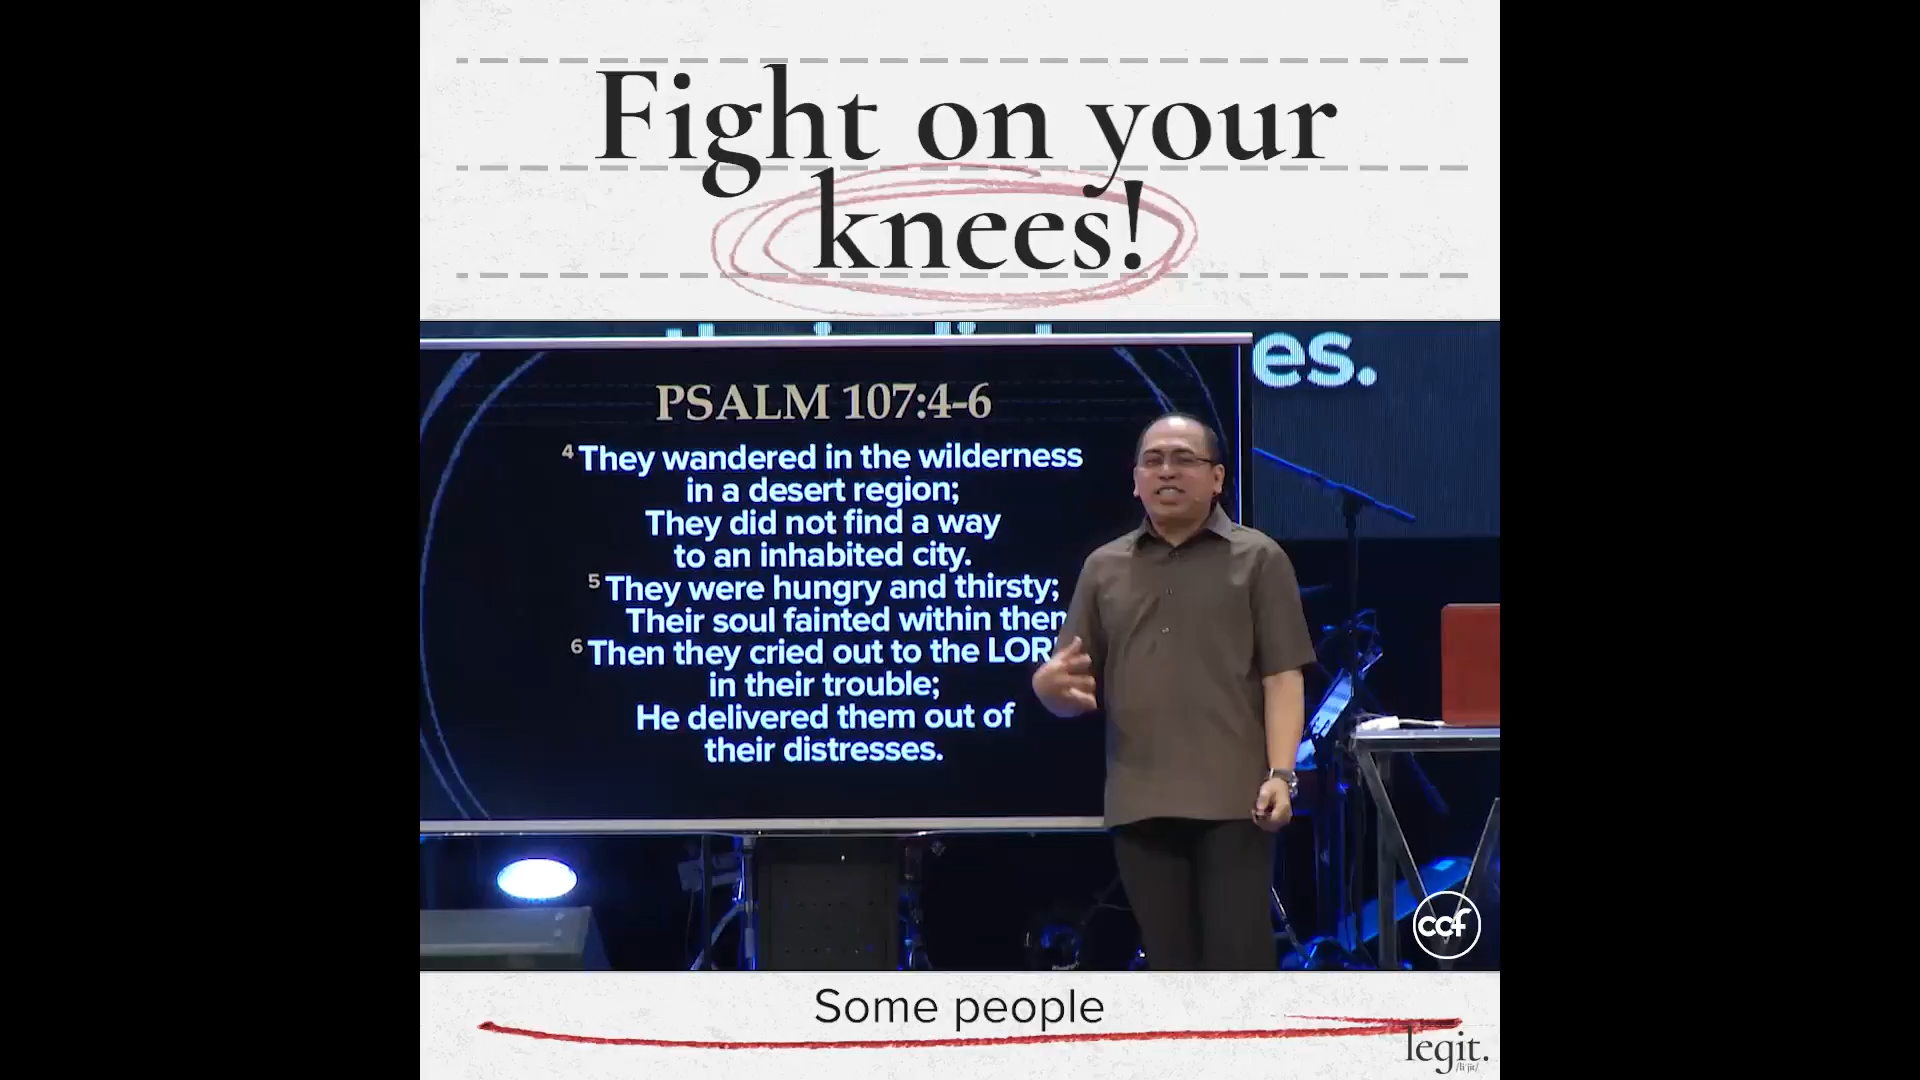 Fight on your
knees!
es.
PSALM 107:4-6
4 They wandered in the wilderness
in a desert region;
They did not find a way
to an inhabited city.
5 They were hungry and thirsty;
Their soul fainted within
6 Then they cried out to the
in their trouble;
He delivered them out of
their distresses.
ccf
Some people
legit.